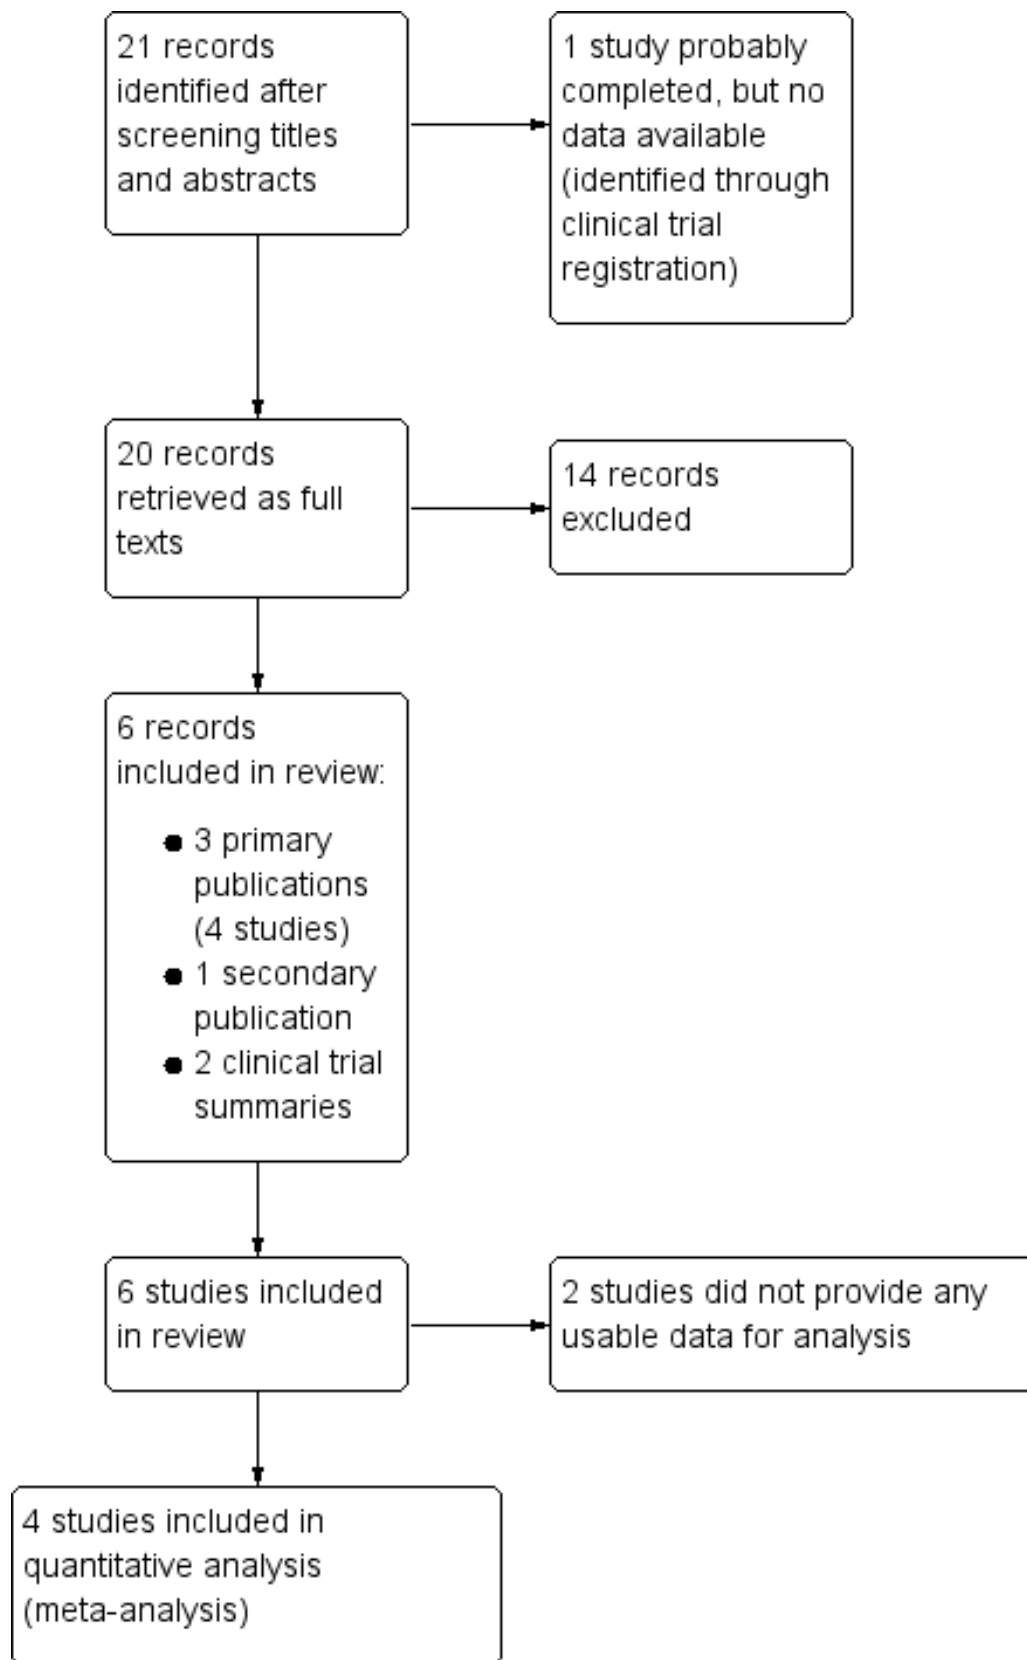 21 records
identified after
screening titles
and abstracts
1 study probably
completed, but no
data available
(identified through
clinical trial
registration)
20 records
retrieved as full
texts
14 records
excluded
6 records
included in review:
● 3 primary
publications
(4 studies)
● 1 secondary
publication
● 2 clinical trial
summaries
6 studies included
in review
2 studies did not provide any
usable data for analysis
4 studies included in
quantitative analysis
(meta-analysis)